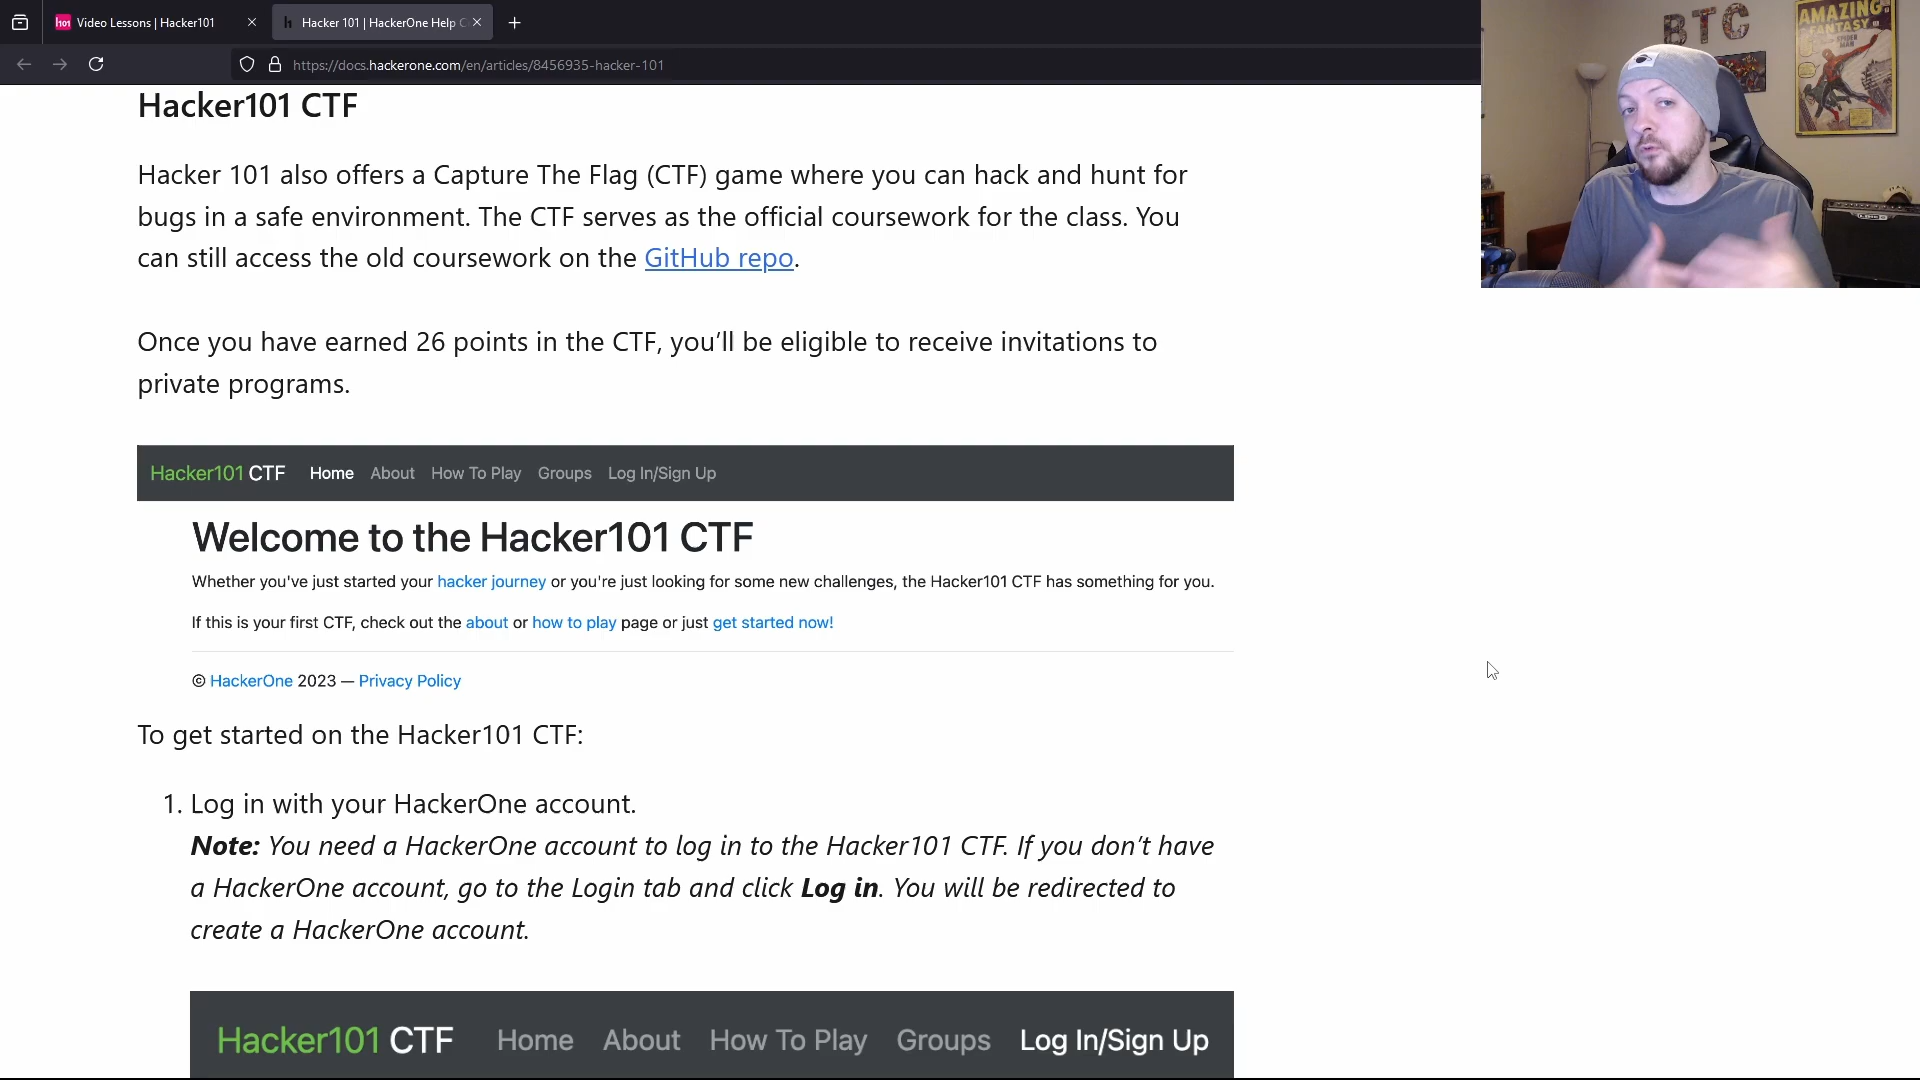 Video Lessons | Hacker101
Hacker 101 | HackerOne Help C
https://docs.hackerone.com/en/articles/8456935-hacker-101
BTC
AMAZING
FANTASY
Hacker101 CTF
Hacker 101 also offers a Capture The Flag (CTF) game where you can hack and hunt for
bugs in a safe environment. The CTF serves as the official coursework for the class. You
can still access the old coursework on the GitHub repo.
Once you have earned 26 points in the CTF, you’ll be eligible to receive invitations to
private programs.
Hacker101 CTF Home About How To Play Groups Log In/Sign Up
Welcome to the Hacker101 CTF
Whether you've just started your hacker journey or you're just looking for some new challenges, the Hacker101 CTF has something for you.
If this is your first CTF, check out the about or how to play page or just get started now!
© HackerOne 2023 — Privacy Policy
To get started on the Hacker101 CTF:
1. Log in with your HackerOne account.
Note: You need a HackerOne account to log in to the Hacker101 CTF. If you don’t have
a HackerOne account, go to the Login tab and click Log in. You will be redirected to
create a HackerOne account.
Hacker101 CTF Home About How To Play Groups Log In/Sign Up